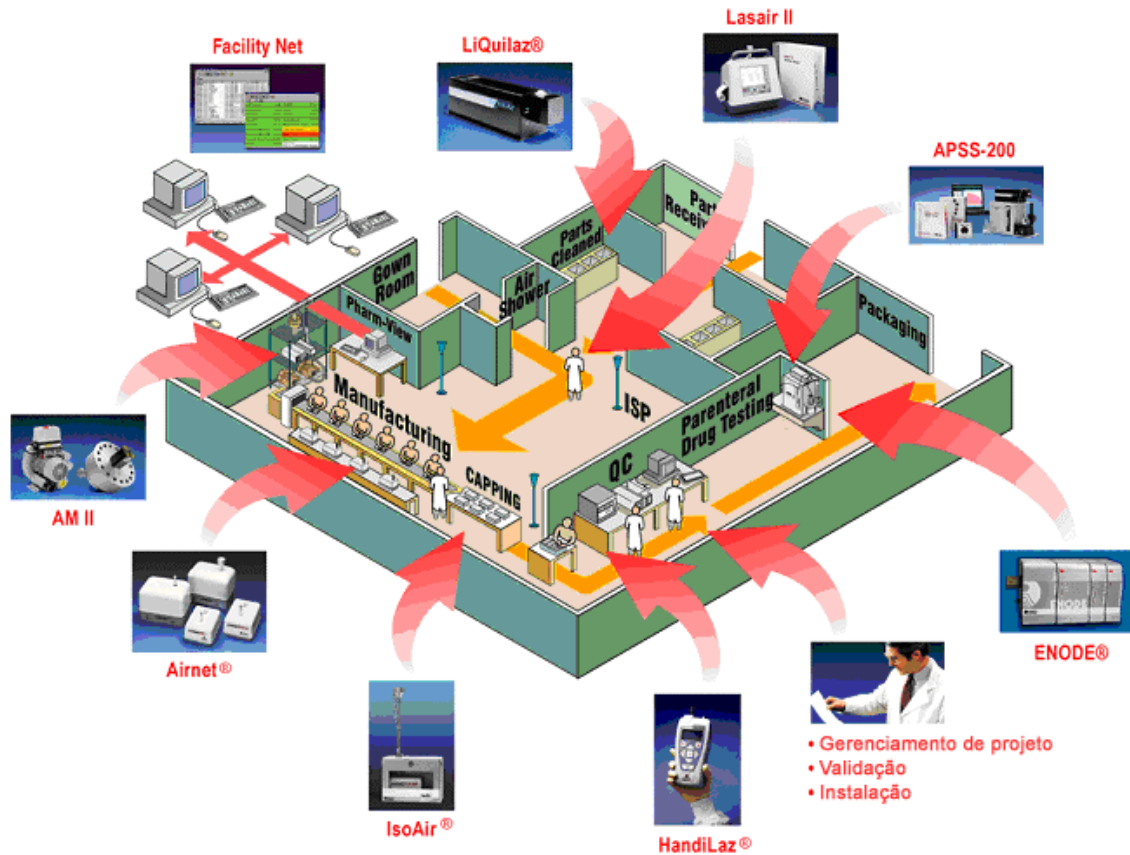 Lasair II
Facility Net
LiQuilaz®
APSS-200
Parts
Parts
Cleaned
Gown
Room
Air
Shower
Packaging
Pharm-View
Manufacturing
ISP
Parenteral
Drug Testing
QC
CAPPING
AM II
Airnet®
ENODE®
IsoAir®
HandiLaz®
• Gerenciamento de projeto
• Validação
• Instalação